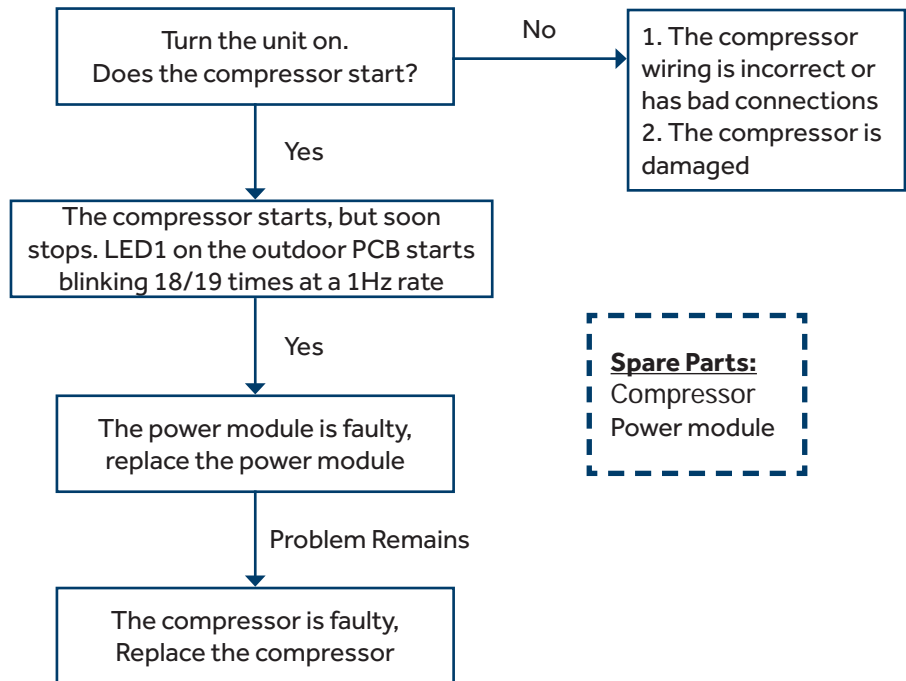 Turn the unit on.
Does the compressor start?
No
1. The compressor
wiring is incorrect or
has bad connections
2. The compressor is
damaged
Yes
The compressor starts, but soon
stops. LED1 on the outdoor PCB starts
blinking 18/19 times at a 1Hz rate
Yes
Spare Parts:
Compressor
Power module
The power module is faulty,
replace the power module
Problem Remains
The compressor is faulty,
Replace the compressor